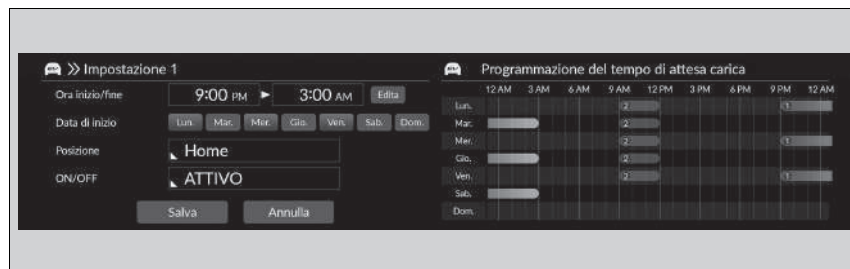 Impostazione 1
Ora inizio/fine 9:00 PM 3:00 AM Edita
Data di inizio Lun. Mar. Mer. Gio. Ven. Sab. Dom.
Posizione Home
ON/OFF ATTIVO
Salva Annulla
Programmazione del tempo di attesa carica
12 AM 3 AM 6 AM 9 AM 12 PM 3 PM 6 PM 9 PM 12 AM
Lun. 2 1
Mar. 2
Mer. 2 1
Gio. 2
Ven. 2 1
Sab.
Dom.